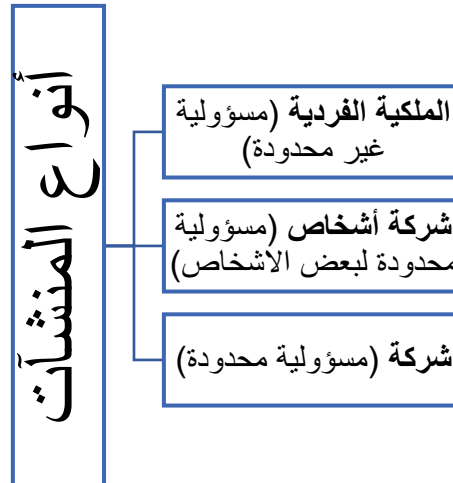 أنواع المنشآت
الملكية الفردية (مسؤولية
غير محدودة)
شركة أشخاص (مسؤولية
محدودة لبعض الاشخاص)
شركة (مسؤولية محدودة)